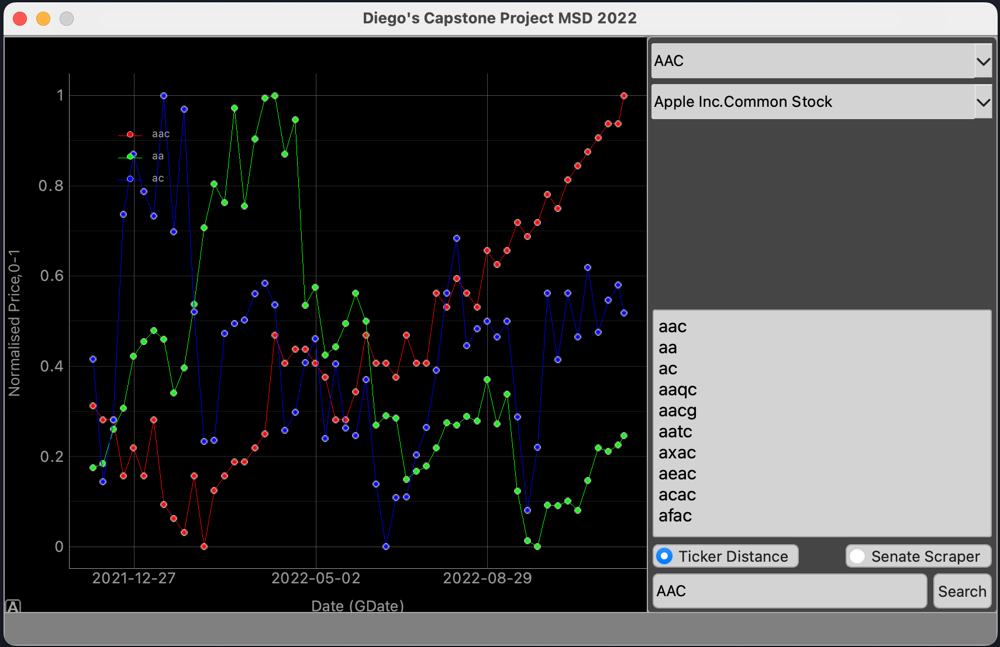 Diego's Capstone Project MSD 2022
1
0.8
0.6
0.4
0.2
0
Normalised Price,0-1
aac
aa
ac
2021-12-27
2022-05-02
2022-08-29
Date (GDate)
A
AAC
Apple Inc.Common Stock
aac
aa
ac
aaqc
aacg
aatc
axac
aeac
acac
afac
Ticker Distance
Senate Scraper
AAC
Search